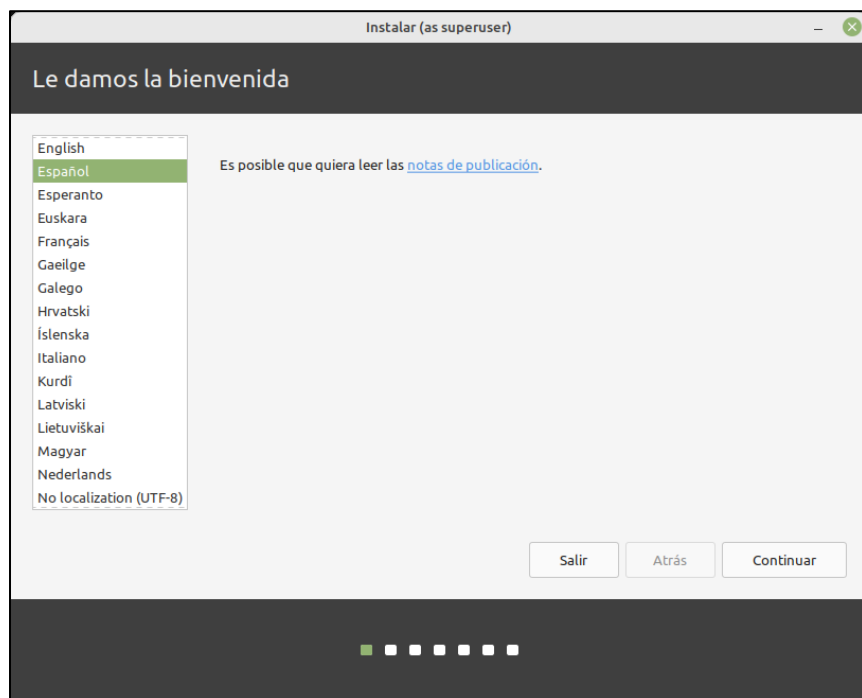 Instalar (as superuser)
Le damos la bienvenida
English
Español
Esperanto
Euskara
Français
Gaeilge
Galego
Hrvatski
Íslenska
Italiano
Kurdî
Latviski
Lietuviškai
Magyar
Nederlands
No localization (UTF-8)
Es posible que quiera leer las notas de publicación.
Salir
Atrás
Continuar